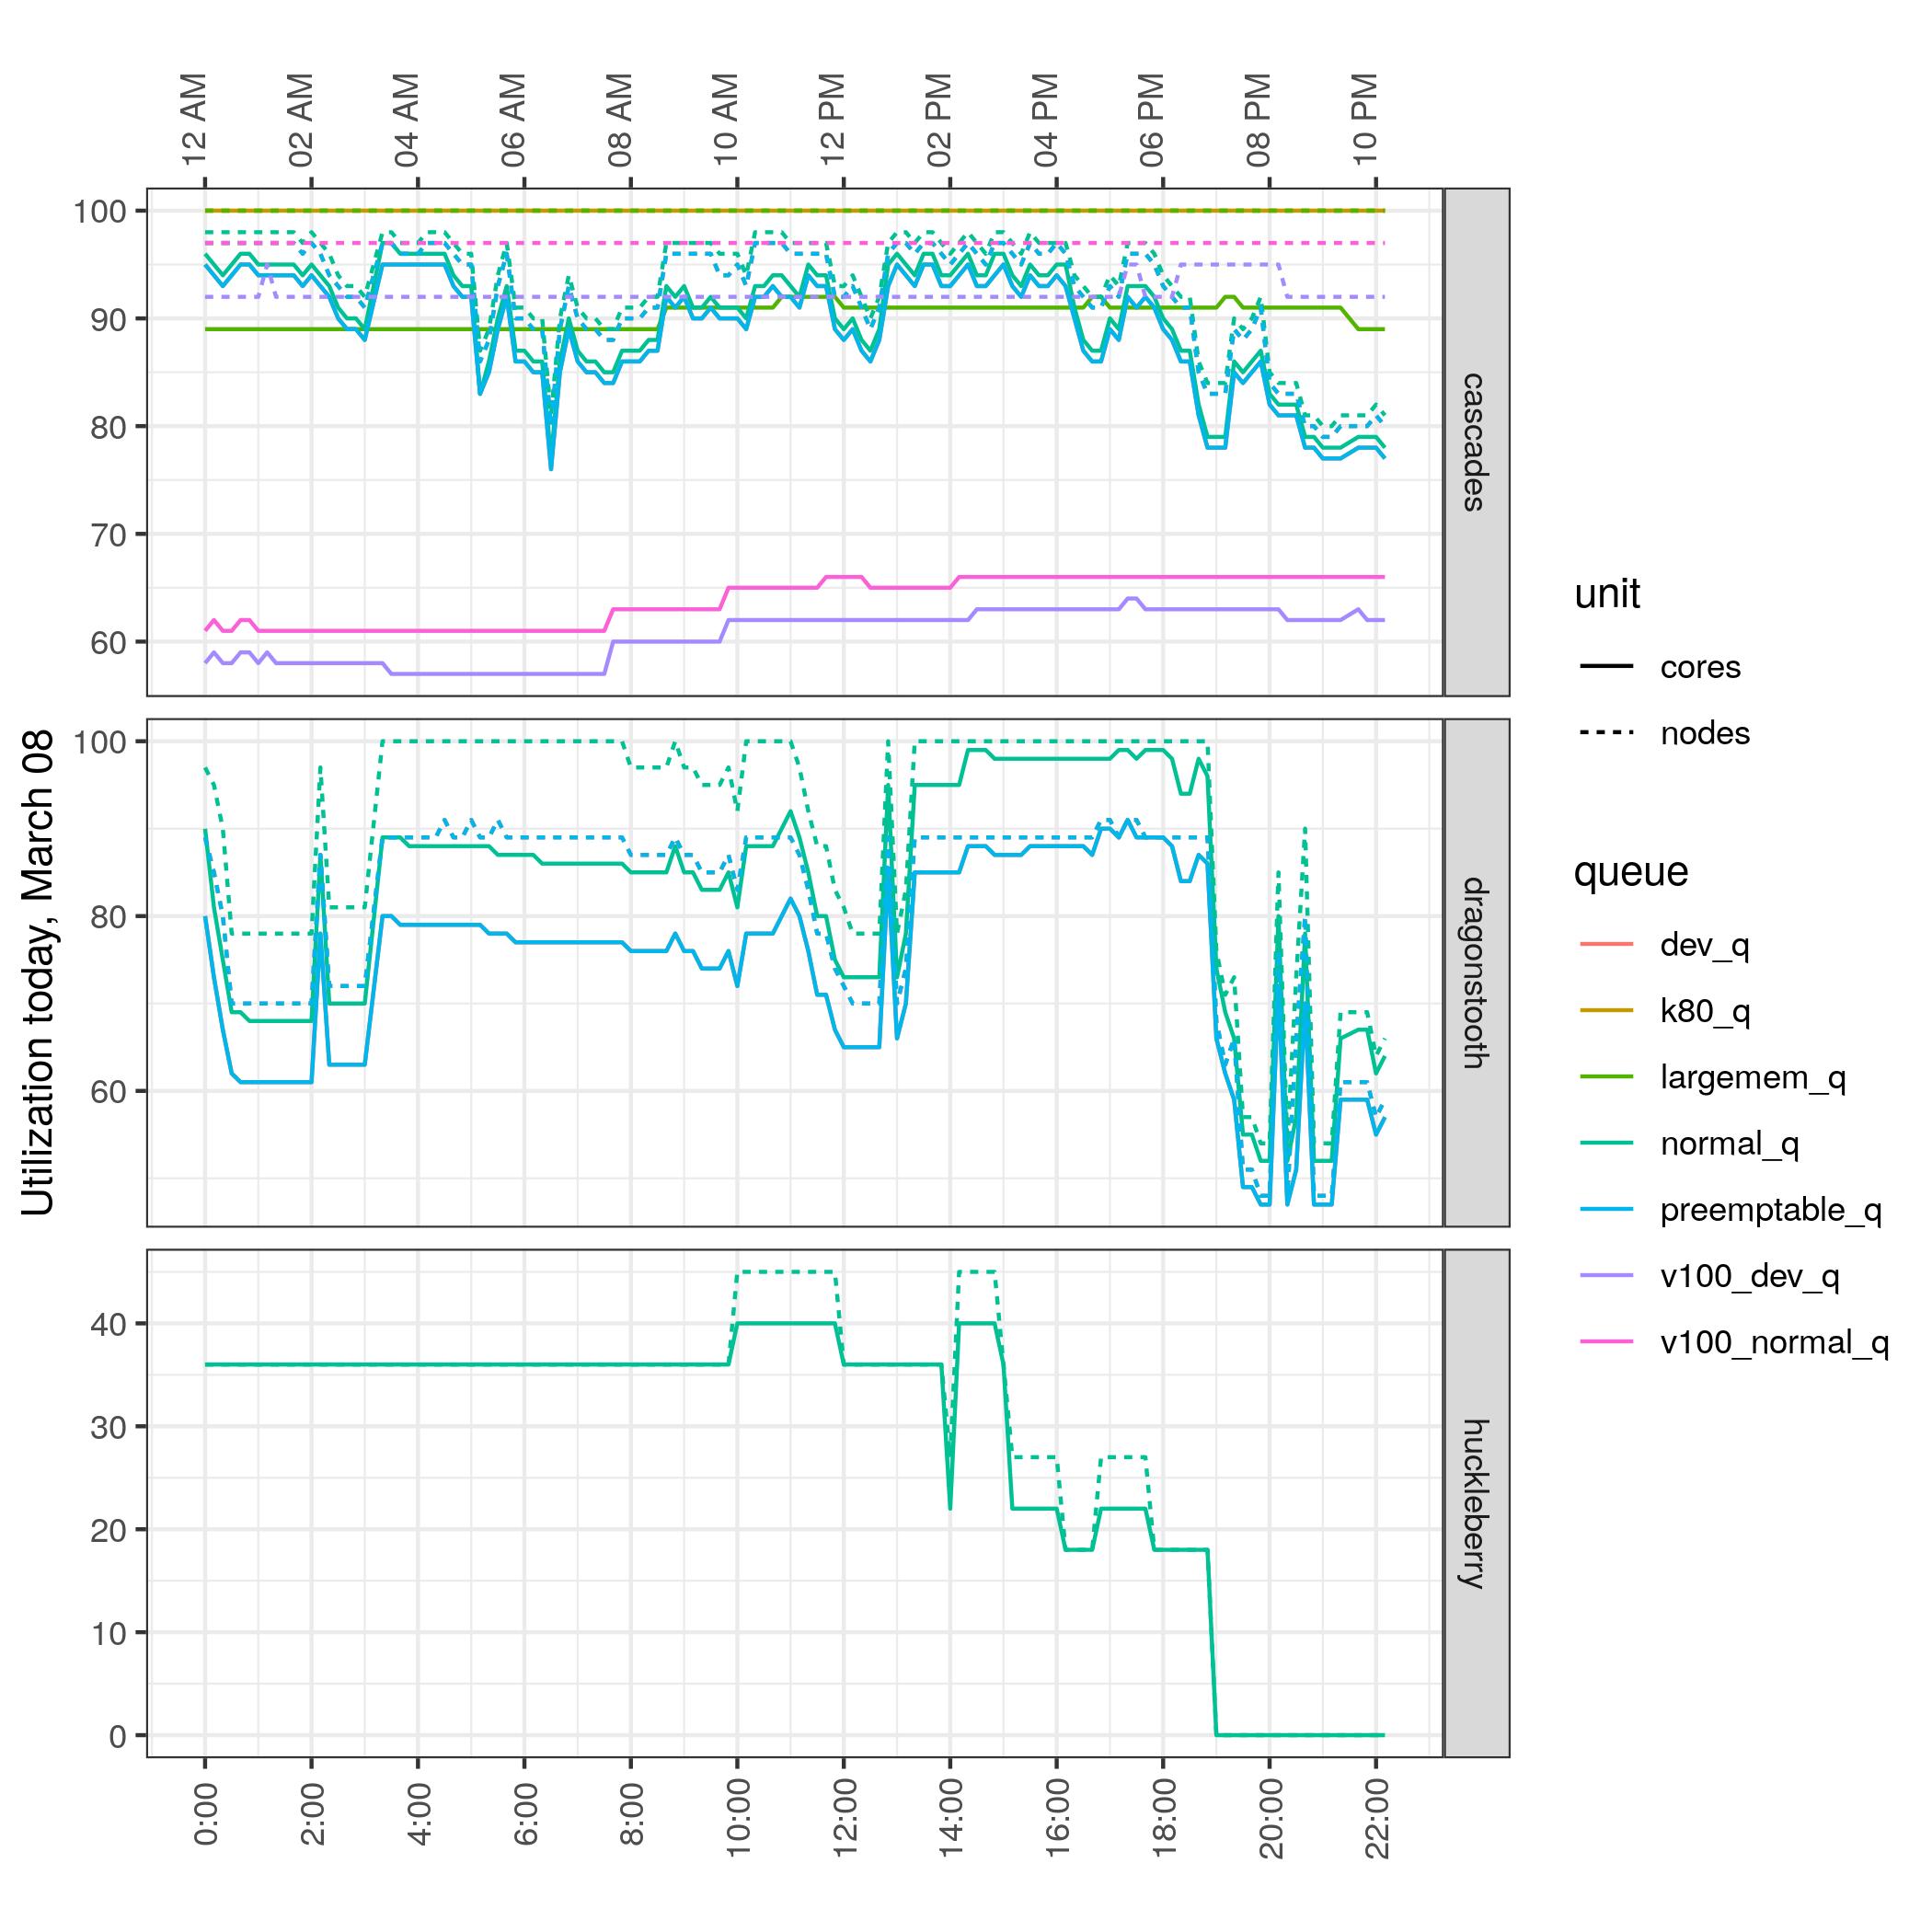 12 AM
02 AM
04 AM
06 AM
08 AM
10 AM
12 PM
02 PM
04 PM
06 PM
08 PM
10 PM
Utilization today, March 08
100
90
80
70
60
cascades
100
80
60
dragonstooth
40
30
20
10
0
huckleberry
0:00
2:00
4:00
6:00
8:00
10:00
12:00
14:00
16:00
18:00
20:00
22:00
unit
cores
nodes
queue
dev_q
k80_q
largemem_q
normal_q
preemptable_q
v100_dev_q
v100_normal_q